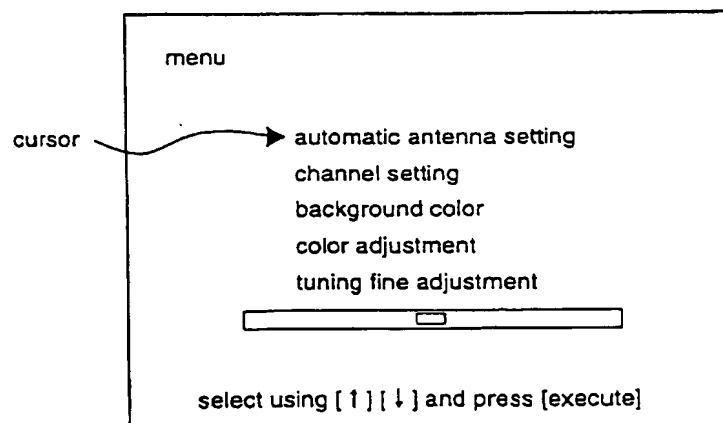 menu
cursor
automatic antenna setting
channel setting
background color
color adjustment
tuning fine adjustment
select using [ ↑ ] [ ↓ ] and press [execute]